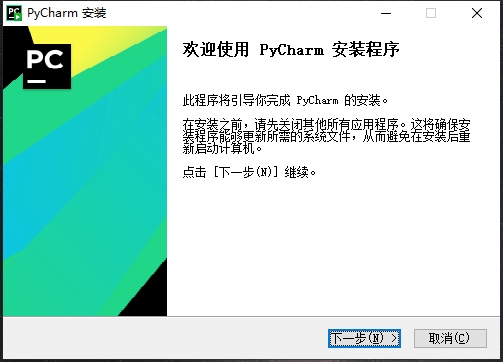 PyCharm 安装
PC
欢迎使用 PyCharm 安装程序
此程序将引导你完成 PyCharm 的安装。
在安装之前，请先关闭其他所有应用程序。这将确保安
装程序能够更新所需的系统文件，从而避免在安装后重
新启动计算机。
点击 [下一步(N)] 继续。
下一步(N) >
取消(C)